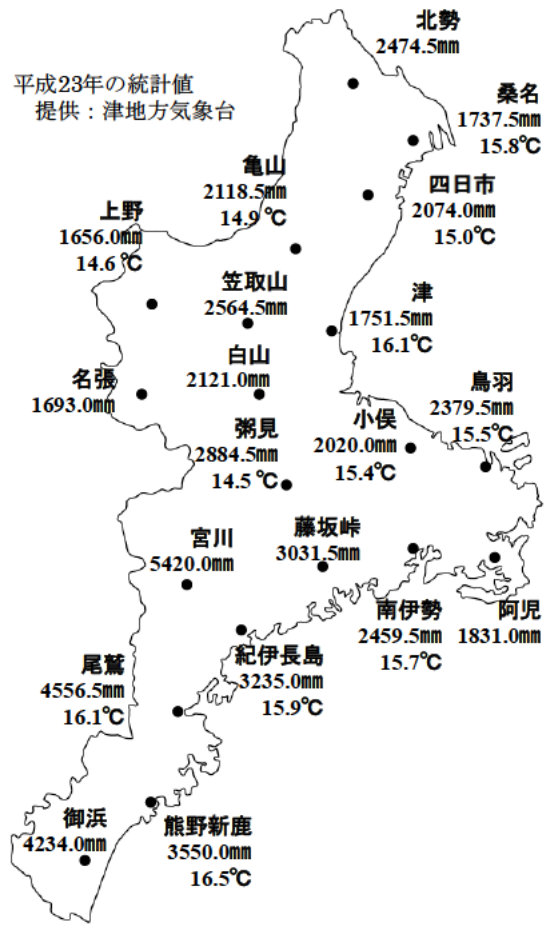 北勢
2474.5㎜
平成23年の統計値
提供：津地方気象台
桑名
1737.5㎜
15.8℃
亀山
2118.5㎜
14.9 ℃
四日市
2074.0㎜
15.0℃
上野
1656.0㎜
14.6 ℃
笠取山
2564.5㎜
津
1751.5㎜
16.1℃
白山
2121.0㎜
名張
1693.0㎜
鳥羽
2379.5㎜
15.5℃
小俣
2020.0㎜
15.4℃
粥見
2884.5㎜
14.5 ℃
宮川
5420.0㎜
藤坂峠
3031.5㎜
南伊勢
2459.5㎜
15.7℃
阿児
1831.0㎜
紀伊長島
3235.0㎜
15.9℃
尾鷲
4556.5㎜
16.1℃
御浜
4234.0㎜
熊野新鹿
3550.0㎜
16.5℃